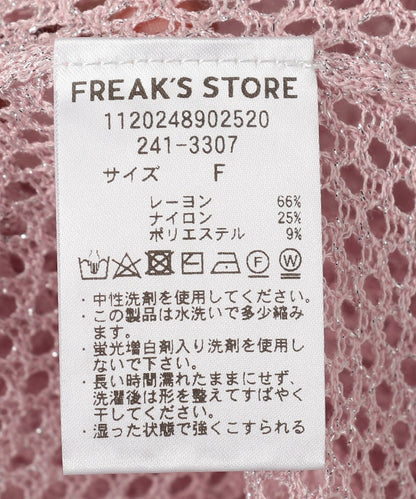 FREAK'S STORE
1120248902520
241-3307
サイズ F
レーヨン 66%
ナイロン 25%
ポリエステル 9%
F W
・中性洗剤を使用してください。
・この製品は水洗いで多少縮み
ます。
・蛍光増白剤入り洗剤を使用し
ないで下さい。
・長い時間濡れたままにせず、
洗濯後は形を整えてすばやく
干してください。
・湿った状態で強くこすられる